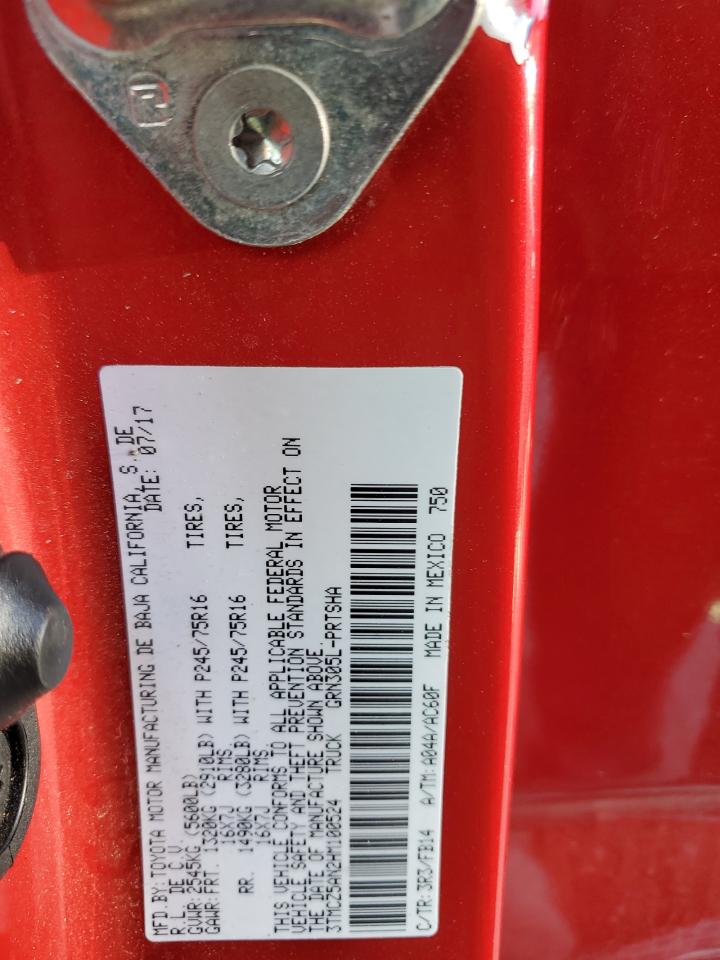 MFD.BY:TOYOTA MOTOR MANUFACTURING DE BAJA CALIFORNIA, S. DE
R.L. DE C.V. DATE: 07/17
GVWR:2545KG (5600LB)
GAWR:FRT. 1320KG (2910LB) WITH P245/75R16 TIRES,
16X7J RIMS
RR. 1490KG (3280LB) WITH P245/75R16 TIRES,
16X7J RIMS
THIS VEHICLE CONFORMS TO ALL APPLICABLE FEDERAL MOTOR
VEHICLE SAFETY AND THEFT PREVENTION STANDARDS IN EFFECT ON
THE DATE OF MANUFACTURE SHOWN ABOVE.
3TMCZ5AN2HM100524 TRUCK GRN305L-PRTSHA
C/TR:3R3/FB14 A/TM:A04A/AC60F MADE IN MEXICO 750